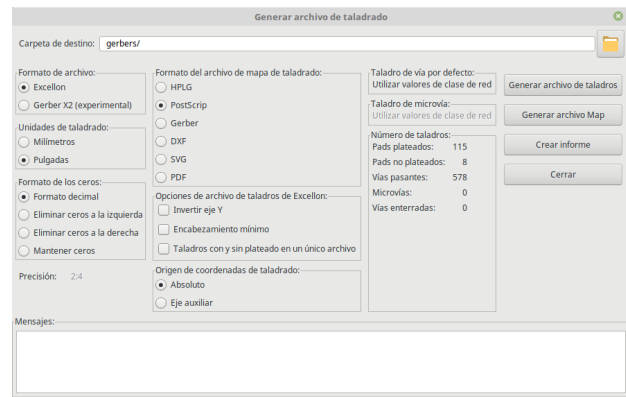 Generar archivo de taladrado
Carpeta de destino: gerbers/
Formato de archivo:
Excellon
Gerber X2 (experimental)
Unidades de taladrado:
Milímetros
Pulgadas
Formato de los ceros:
Formato decimal
Eliminar ceros a la izquierda
Eliminar ceros a la derecha
Mantener ceros
Precisión: 2:4
Formato del archivo de mapa de taladrado:
HPLG
PostScrip
Gerber
DXF
SVG
PDF
Opciones de archivo de taladros de Excellon:
Invertir eje Y
Encabezamiento mínimo
Taladros con y sin plateado en un único archivo
Origen de coordenadas de taladrado:
Absoluto
Eje auxiliar
Taladro de vía por defecto:
Utilizar valores de clase de red
Taladro de microvía:
Utilizar valores de clase de red
Número de taladros:
Pads plateados: 115
Pads no plateados: 8
Vías pasantes: 578
Microvías: 0
Vías enterradas: 0
Generar archivo de taladros
Generar archivo Map
Crear informe
Cerrar
Mensajes: